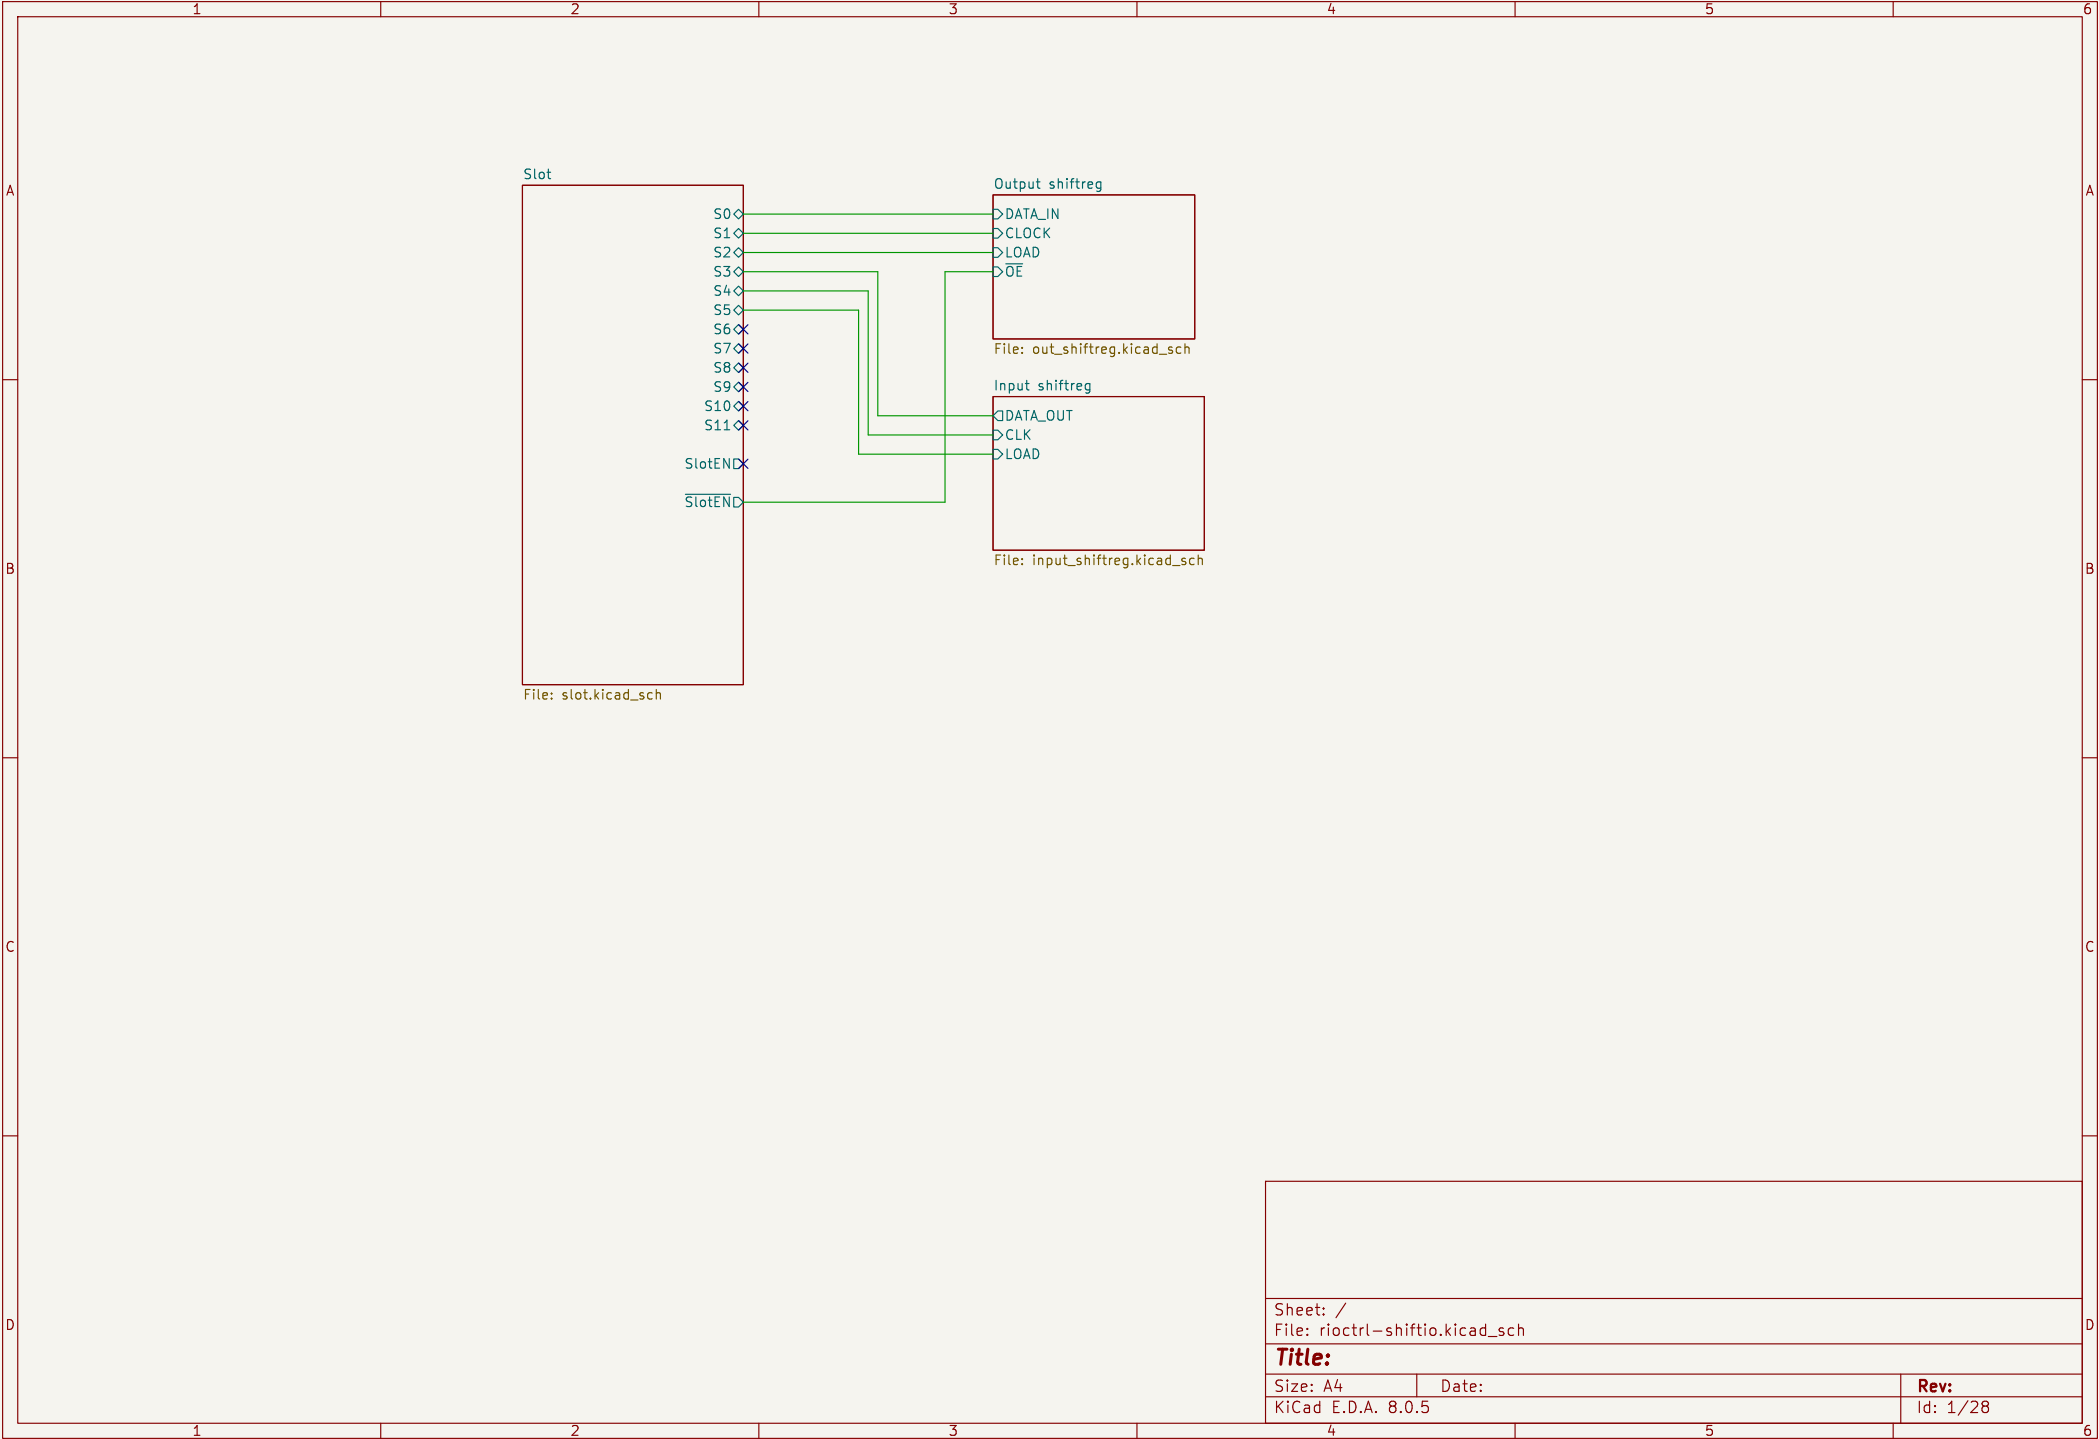 1 2 3 4 5 6
A A
B B
C C
D D
Slot
S0
S1
S2
S3
S4
S5
S6
S7
S8
S9
S10
S11
SlotEN
SlotEN
File: slot.kicad_sch
Output shiftreg
DATA_IN
CLOCK
LOAD
OE
File: out_shiftreg.kicad_sch
Input shiftreg
DATA_OUT
CLK
LOAD
File: input_shiftreg.kicad_sch
Sheet: /
File: rioctrl-shiftio.kicad_sch
Title:
Size: A4 Date: Rev:
KiCad E.D.A. 8.0.5 Id: 1/28
1 2 3 4 5 6